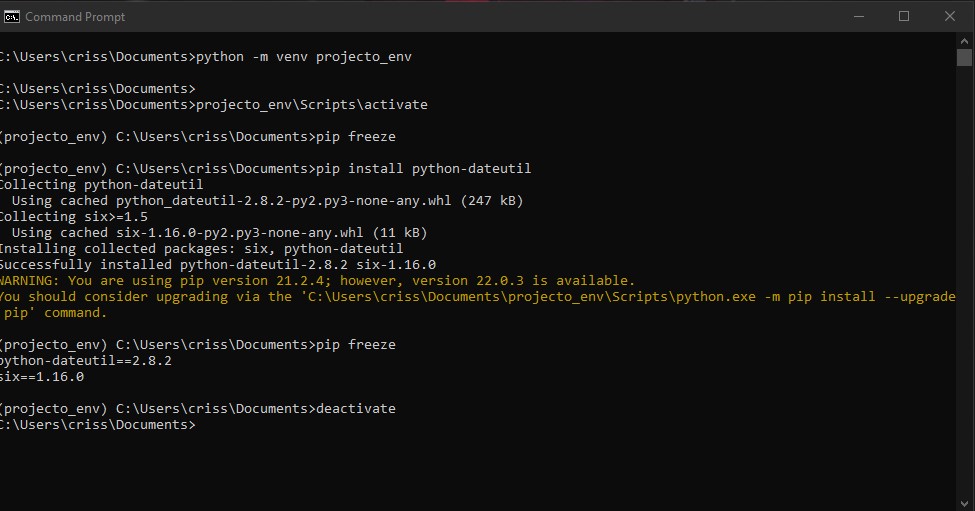 Command Prompt
C:\Users\criss\Documents>python -m venv projecto_env
C:\Users\criss\Documents>
C:\Users\criss\Documents>projecto_env\Scripts\activate
(projecto_env) C:\Users\criss\Documents>pip freeze
(projecto_env) C:\Users\criss\Documents>pip install python-dateutil
Collecting python-dateutil
  Using cached python_dateutil-2.8.2-py2.py3-none-any.whl (247 kB)
Collecting six>=1.5
  Using cached six-1.16.0-py2.py3-none-any.whl (11 kB)
Installing collected packages: six, python-dateutil
Successfully installed python-dateutil-2.8.2 six-1.16.0
WARNING: You are using pip version 21.2.4; however, version 22.0.3 is available.
You should consider upgrading via the 'C:\Users\criss\Documents\projecto_env\Scripts\python.exe -m pip install --upgrade
 pip' command.
(projecto_env) C:\Users\criss\Documents>pip freeze
python-dateutil==2.8.2
six==1.16.0
(projecto_env) C:\Users\criss\Documents>deactivate
C:\Users\criss\Documents>